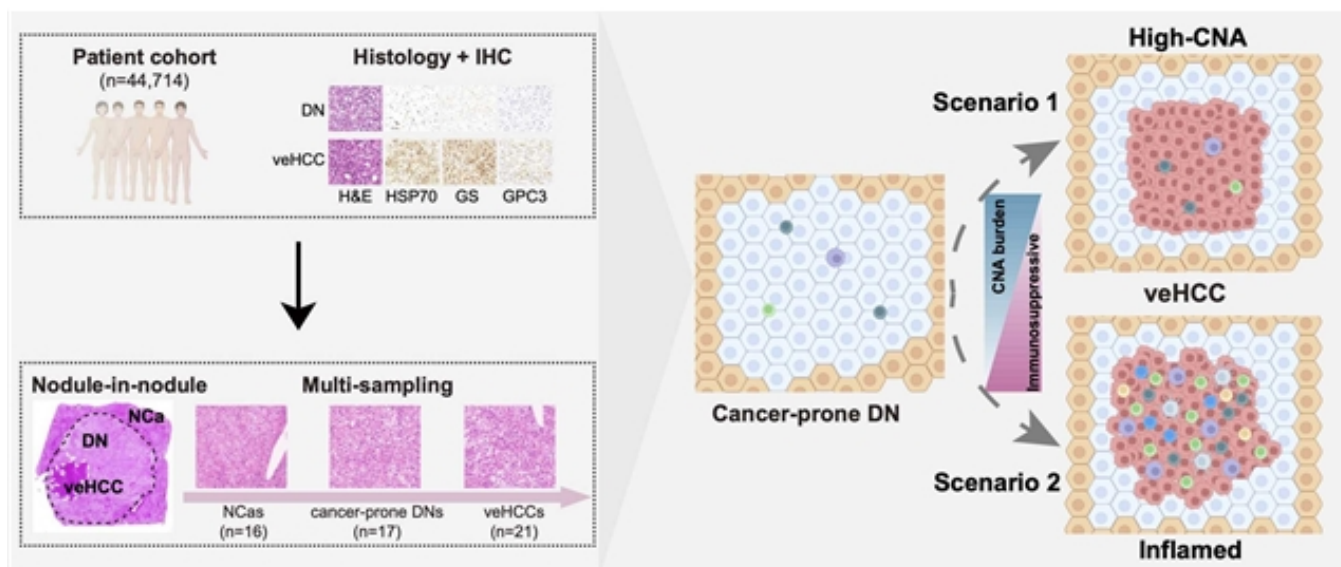 Patient cohort
(n=44,714)
Histology + IHC
DN
veHCC
H&E HSP70 GS GPC3
Nodule-in-nodule
Multi-sampling
NCa
DN
veHCC
NCas
(n=16)
cancer-prone DNs
(n=17)
veHCCs
(n=21)
Cancer-prone DN
Scenario 1
High-CNA
CNA burden
Immunosuppressive
veHCC
Scenario 2
Inflamed